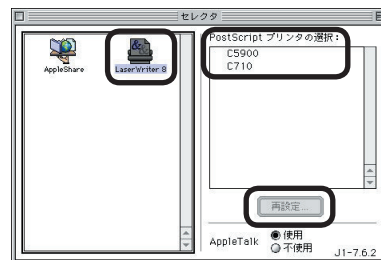 セレクタ
AppleShare
LaserWriter 8
PostScript プリンタの選択：
C5900
C710
再設定...
AppleTalk
使用
不使用
J1-7.6.2